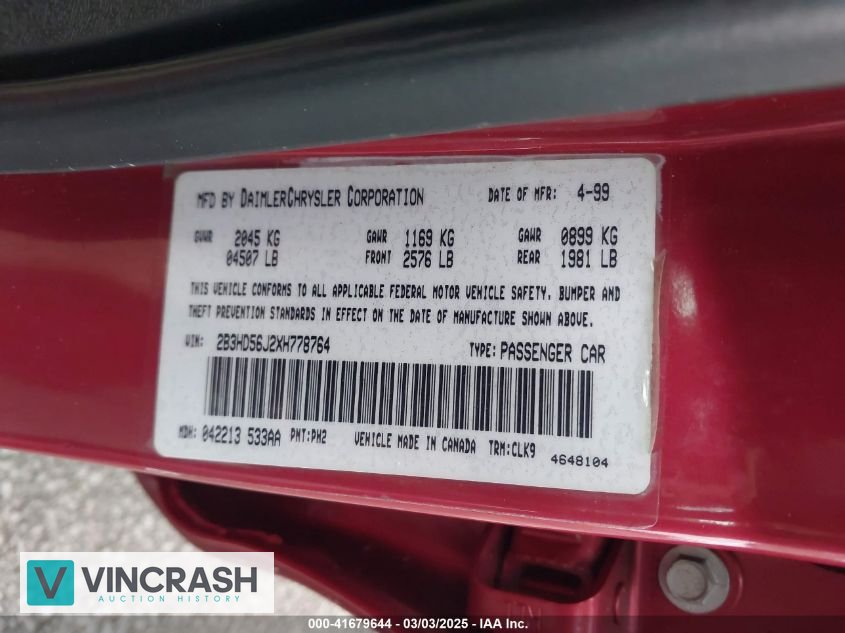 MFD BY DAIMLERCHRYSLER CORPORATION DATE OF MFR: 4-99
GVWR 2045 KG GAWR 1169 KG GAWR 0899 KG
04507 LB FRONT 2576 LB REAR 1981 LB
THIS VEHICLE CONFORMS TO ALL APPLICABLE FEDERAL MOTOR VEHICLE SAFETY, BUMPER AND
THEFT PREVENTION STANDARDS IN EFFECT ON THE DATE OF MANUFACTURE SHOWN ABOVE.
VIN: 2B3HD56J2XH778764 TYPE: PASSENGER CAR
MDH: 042213 533AA PNT:PH2 VEHICLE MADE IN CANADA TRM:CLK9
4648104
V VINCRASH
AUCTION HISTORY
000-41679644 - 03/03/2025 - IAA Inc.